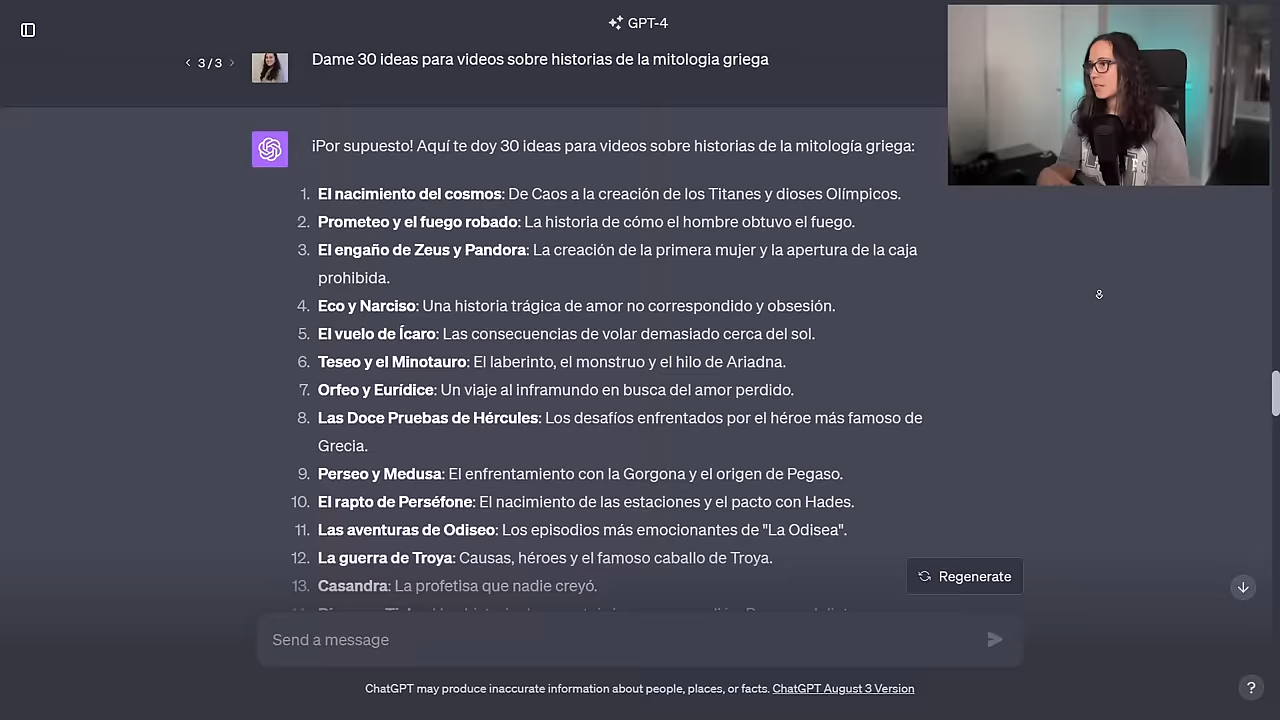 GPT-4
3 / 3
Dame 30 ideas para videos sobre historias de la mitologia griega
¡Por supuesto! Aquí te doy 30 ideas para videos sobre historias de la mitología griega:
1. El nacimiento del cosmos: De Caos a la creación de los Titanes y dioses Olímpicos.
2. Prometeo y el fuego robado: La historia de cómo el hombre obtuvo el fuego.
3. El engaño de Zeus y Pandora: La creación de la primera mujer y la apertura de la caja
prohibida.
4. Eco y Narciso: Una historia trágica de amor no correspondido y obsesión.
5. El vuelo de Ícaro: Las consecuencias de volar demasiado cerca del sol.
6. Teseo y el Minotauro: El laberinto, el monstruo y el hilo de Ariadna.
7. Orfeo y Eurídice: Un viaje al inframundo en busca del amor perdido.
8. Las Doce Pruebas de Hércules: Los desafíos enfrentados por el héroe más famoso de
Grecia.
9. Perseo y Medusa: El enfrentamiento con la Gorgona y el origen de Pegaso.
10. El rapto de Perséfone: El nacimiento de las estaciones y el pacto con Hades.
11. Las aventuras de Odiseo: Los episodios más emocionantes de "La Odisea".
12. La guerra de Troya: Causas, héroes y el famoso caballo de Troya.
13. Casandra: La profetisa que nadie creyó.
Regenerate
Send a message
ChatGPT may produce inaccurate information about people, places, or facts. ChatGPT August 3 Version
?